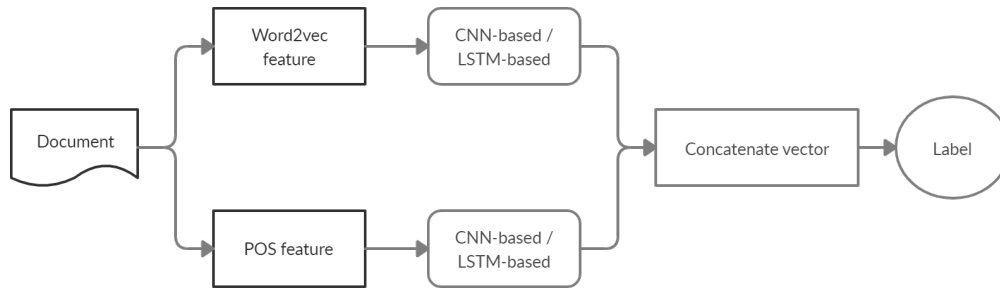 Word2vec
feature
CNN-based /
LSTM-based
Document
Concatenate vector
Label
POS feature
CNN-based /
LSTM-based